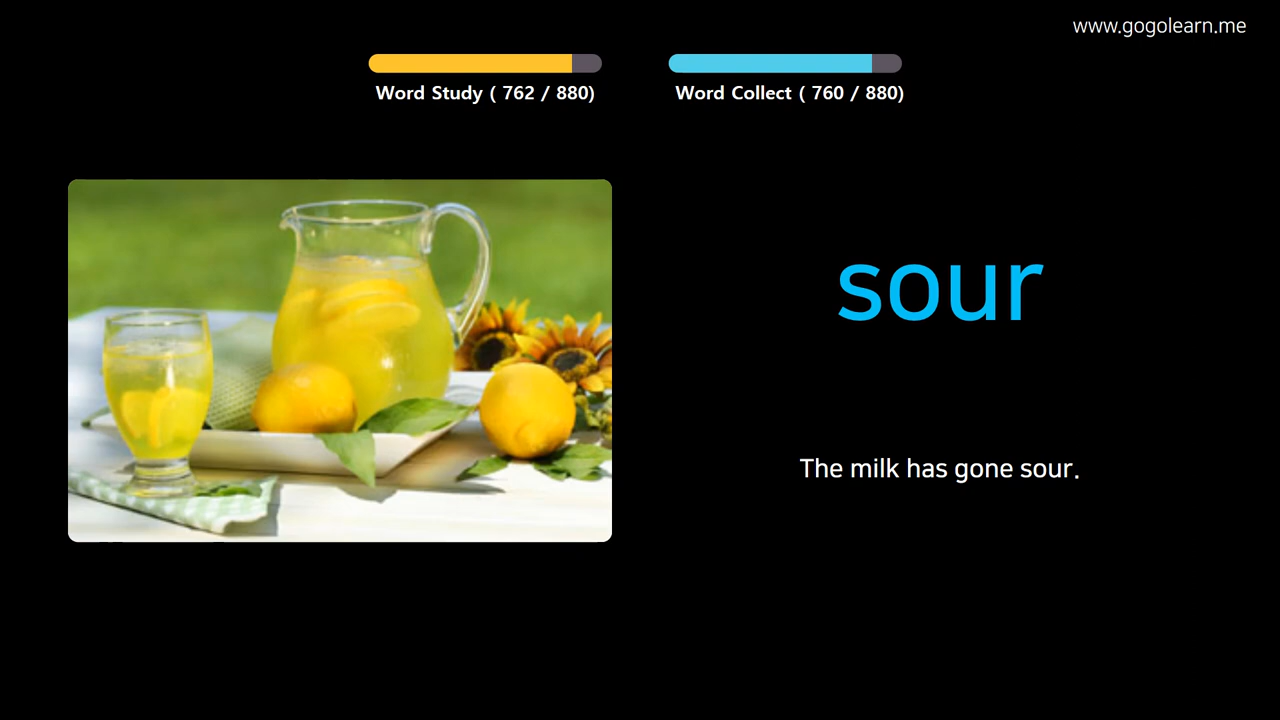 www.gogolearn.me
Word Study ( 762 / 880)
Word Collect ( 760 / 880)
sour
The milk has gone sour.